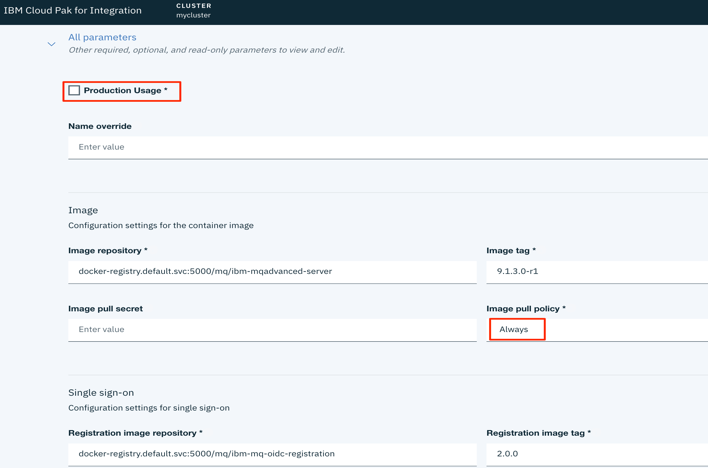 IBM Cloud Pak for Integration
CLUSTER
mycluster
All parameters
Other required, optional, and read-only parameters to view and edit.
Production Usage *
Name override
Enter value
Image
Configuration settings for the container image
Image repository *
Image tag *
docker-registry.default.svc:5000/mq/ibm-mqadvanced-server
9.1.3.0-r1
Image pull secret
Image pull policy *
Enter value
Always
Single sign-on
Configuration settings for single sign-on
Registration image repository *
Registration image tag *
docker-registry.default.svc:5000/mq/ibm-mq-oidc-registration
2.0.0